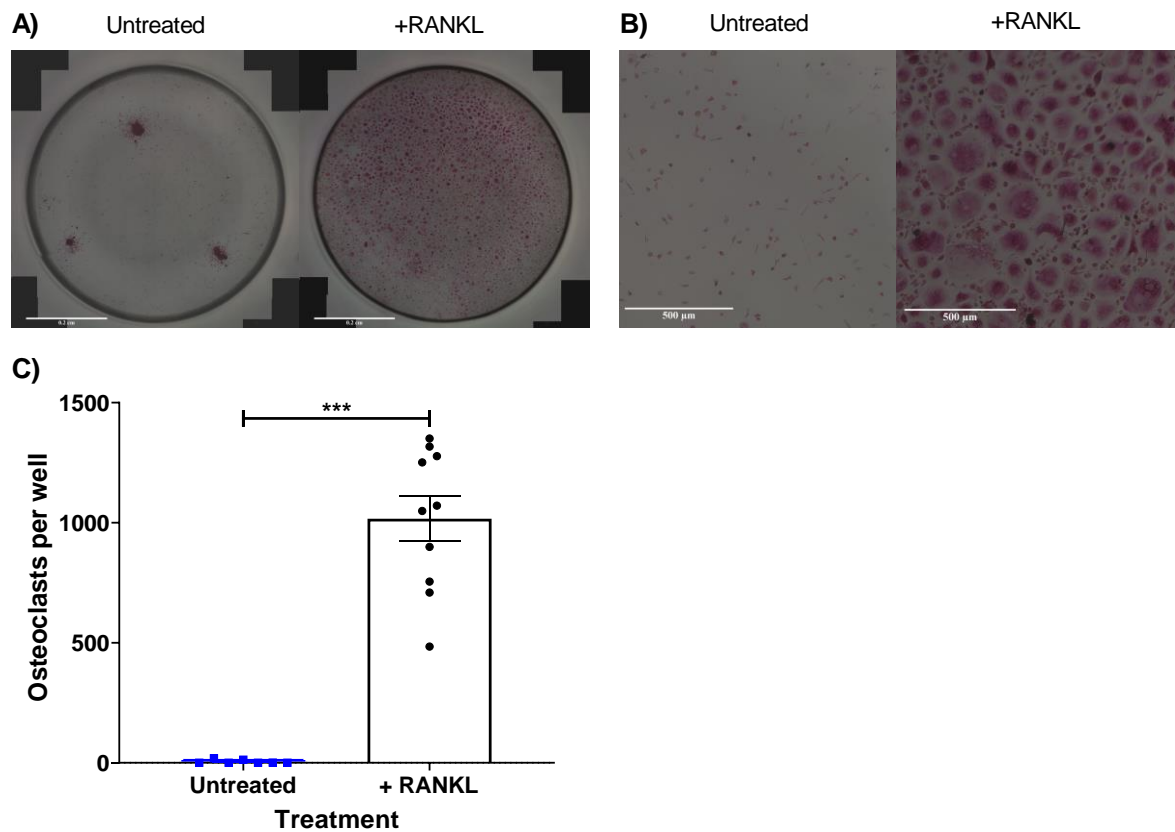 A) Untreated +RANKL
B) Untreated +RANKL
0.2 cm 0.2 cm
500 µm 500 µm
C)
1500
***
1000
500
0
Osteoclasts per well
Untreated + RANKL
Treatment